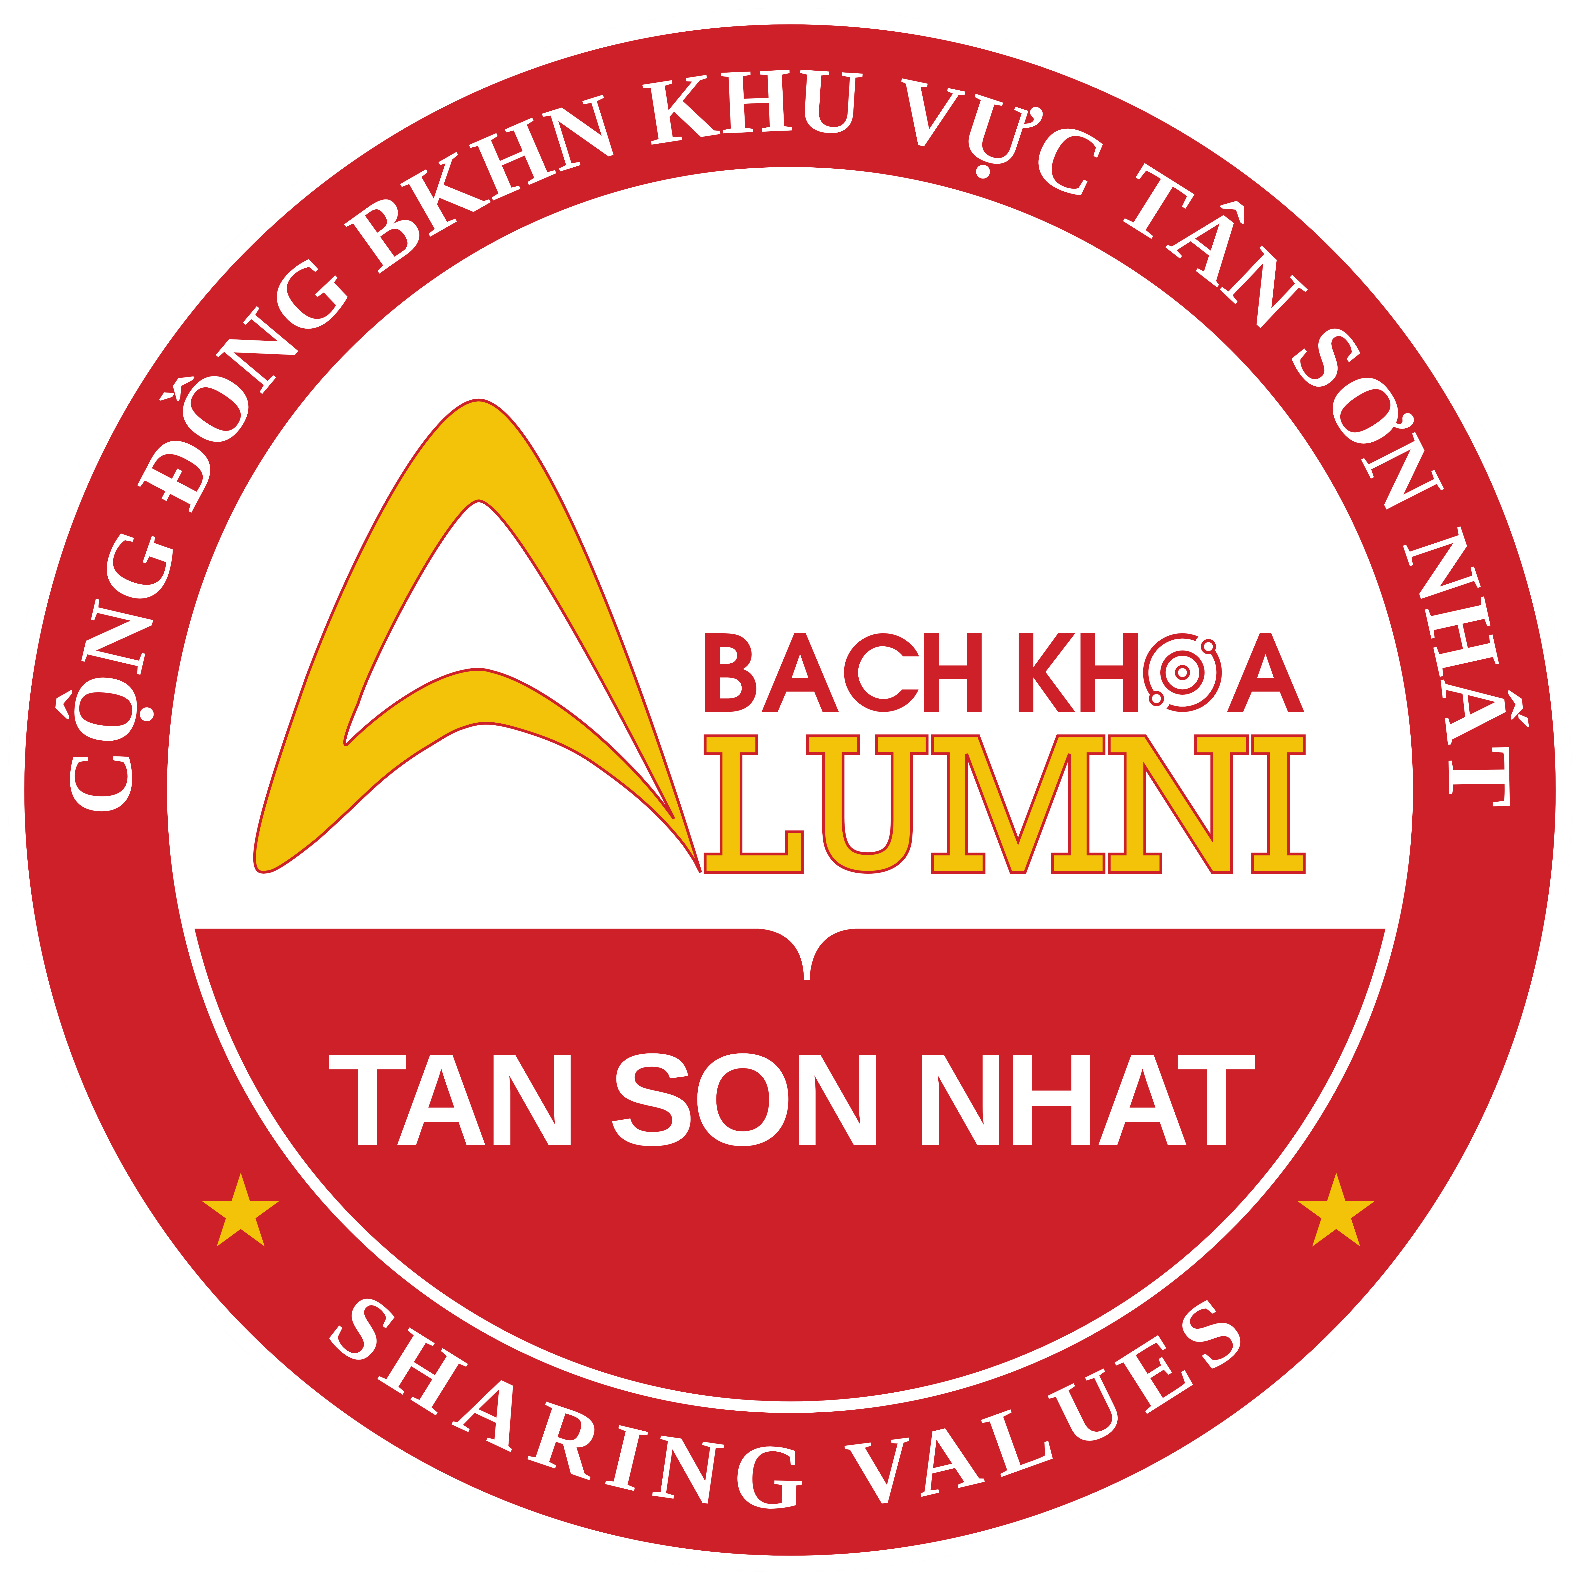 CỘNG ĐỒNG BKHN KHU VỰC TÂN SƠN NHẤT
BACH KHOA
ALUMNI
TAN SON NHAT
SHARING VALUES